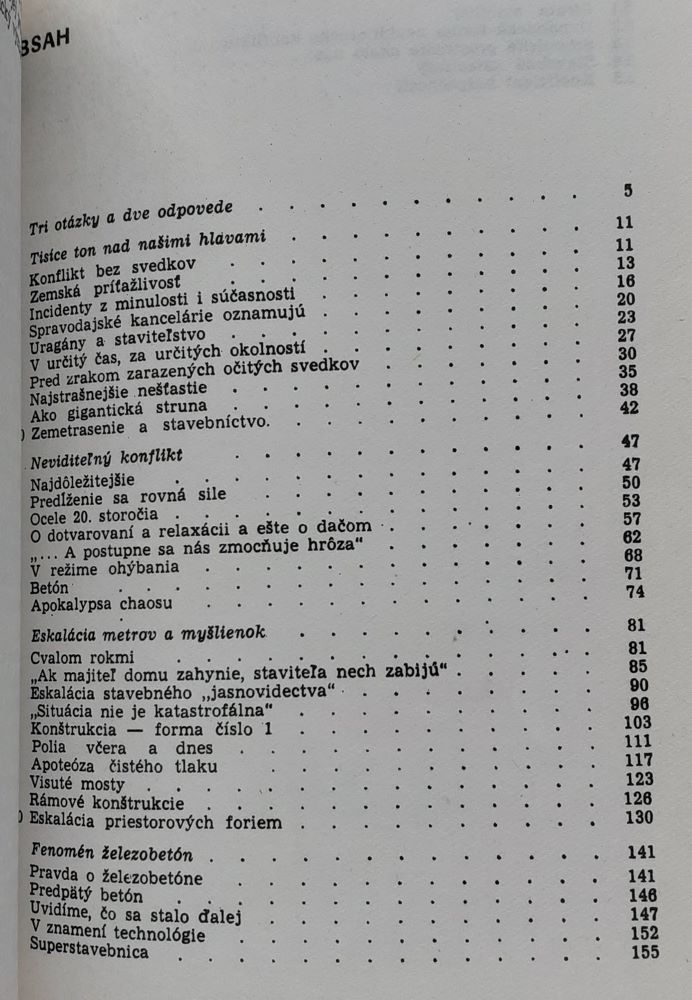 BSAH
Tri otázky a dve odpovede . . . . . . . . . . 5
Tisíce ton nad našimi hlavami . . . . . . . . . 11
Konflikt bez svedkov . . . . . . . . . . . 11
Zemská príťažlivosť . . . . . . . . . . . 13
Incidenty z minulosti i súčasnosti . . . . . . . . 16
Spravodajské kancelárie oznamujú . . . . . . . . 20
Uragány a staviteľstvo . . . . . . . . . . . 23
V určitý čas, za určitých okolností . . . . . . . . 27
Pred zrakom zarazených očitých svedkov . . . . . . 30
Najstrašnejšie nešťastie . . . . . . . . . . . 35
Ako gigantická struna . . . . . . . . . . . 38
Zemetrasenie a stavebníctvo. . . . . . . . . . 42
Neviditeľný konflikt . . . . . . . . . . . 47
Najdôležitejšie . . . . . . . . . . . . . 47
Predĺženie sa rovná sile . . . . . . . . . . 50
Ocele 20. storočia . . . . . . . . . . . . 53
O dotvarovaní a relaxácii a ešte o dačom . . . . . . 57
„... A postupne sa nás zmocňuje hrôza“ . . . . . . 62
V režime ohýbania . . . . . . . . . . . . 68
Betón . . . . . . . . . . . . . . . 71
Apokalypsa chaosu . . . . . . . . . . . . 74
Eskalácia metrov a myšlienok . . . . . . . . . 81
Cvalom rokmi . . . . . . . . . . . . . 81
„Ak majiteľ domu zahynie, staviteľa nech zabijú“ . . . . 85
Eskalácia stavebného „jasnovidectva“ . . . . . . . 90
„Situácia nie je katastrofálna“ . . . . . . . . . 96
Konštrukcia — forma číslo 1 . . . . . . . . . 103
Polia včera a dnes . . . . . . . . . . . 111
Apoteóza čistého tlaku . . . . . . . . . . 117
Visuté mosty . . . . . . . . . . . . . 123
Rámové konštrukcie . . . . . . . . . . . . 126
Eskalácia priestorových foriem . . . . . . . . . 130
Fenomén železobetón . . . . . . . . . . . . 141
Pravda o železobetóne . . . . . . . . . . . 141
Predpätý betón . . . . . . . . . . . . . 146
Uvidíme, čo sa stalo ďalej . . . . . . . . . . 147
V znamení technológie . . . . . . . . . . . 152
Superstavebnica . . . . . . . . . . . . . 155